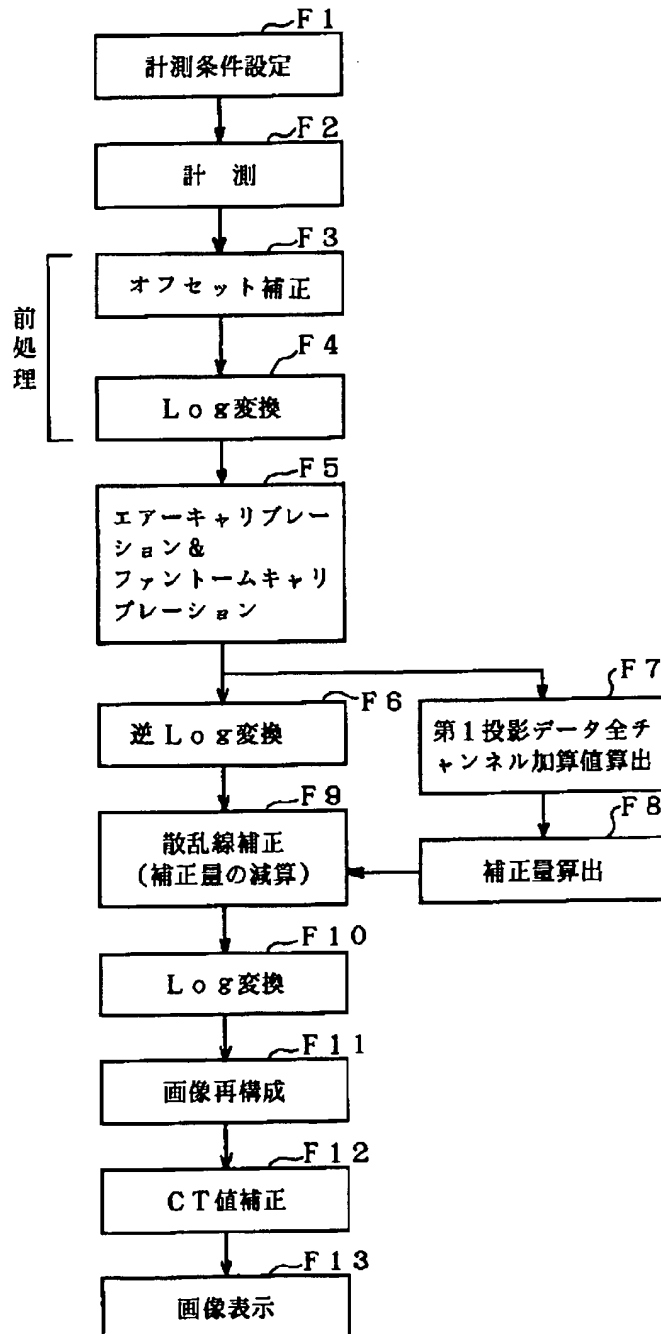 F1
計測条件設定
F2
計 測
F3
オフセット補正
前処理
F4
Log変換
F5
エアーキャリブレー
ション&
ファントームキャリ
ブレーション
F6
逆Log変換
F7
第1投影データ全チ
ャンネル加算値算出
F8
補正量算出
F9
散乱線補正
(補正量の減算)
F10
Log変換
F11
画像再構成
F12
CT値補正
F13
画像表示